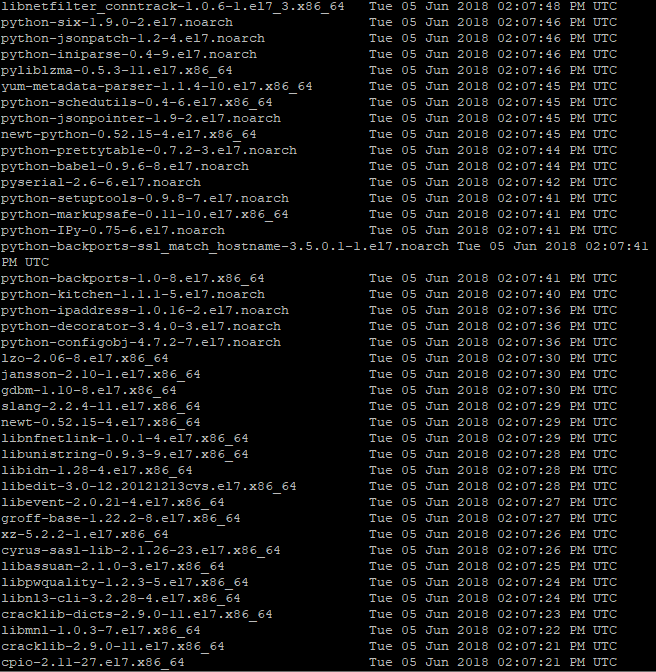 libnetfilter_conntrack-1.0.6-1.el7_3.x86_64   Tue 05 Jun 2018 02:07:48 PM UTC
python-six-1.9.0-2.el7.noarch                 Tue 05 Jun 2018 02:07:46 PM UTC
python-jsonpatch-1.2-4.el7.noarch             Tue 05 Jun 2018 02:07:46 PM UTC
python-iniparse-0.4-9.el7.noarch              Tue 05 Jun 2018 02:07:46 PM UTC
pyliblzma-0.5.3-11.el7.x86_64                 Tue 05 Jun 2018 02:07:46 PM UTC
yum-metadata-parser-1.1.4-10.el7.x86_64       Tue 05 Jun 2018 02:07:45 PM UTC
python-schedutils-0.4-6.el7.x86_64            Tue 05 Jun 2018 02:07:45 PM UTC
python-jsonpointer-1.9-2.el7.noarch           Tue 05 Jun 2018 02:07:45 PM UTC
newt-python-0.52.15-4.el7.x86_64              Tue 05 Jun 2018 02:07:45 PM UTC
python-prettytable-0.7.2-3.el7.noarch         Tue 05 Jun 2018 02:07:44 PM UTC
python-babel-0.9.6-8.el7.noarch               Tue 05 Jun 2018 02:07:44 PM UTC
pyserial-2.6-6.el7.noarch                     Tue 05 Jun 2018 02:07:42 PM UTC
python-setuptools-0.9.8-7.el7.noarch          Tue 05 Jun 2018 02:07:41 PM UTC
python-markupsafe-0.11-10.el7.x86_64          Tue 05 Jun 2018 02:07:41 PM UTC
python-IPy-0.75-6.el7.noarch                  Tue 05 Jun 2018 02:07:41 PM UTC
python-backports-ssl_match_hostname-3.5.0.1-1.el7.noarch Tue 05 Jun 2018 02:07:41
PM UTC
python-backports-1.0-8.el7.x86_64             Tue 05 Jun 2018 02:07:41 PM UTC
python-kitchen-1.1.1-5.el7.noarch             Tue 05 Jun 2018 02:07:40 PM UTC
python-ipaddress-1.0.16-2.el7.noarch          Tue 05 Jun 2018 02:07:36 PM UTC
python-decorator-3.4.0-3.el7.noarch           Tue 05 Jun 2018 02:07:36 PM UTC
python-configobj-4.7.2-7.el7.noarch           Tue 05 Jun 2018 02:07:36 PM UTC
lzo-2.06-8.el7.x86_64                         Tue 05 Jun 2018 02:07:30 PM UTC
jansson-2.10-1.el7.x86_64                     Tue 05 Jun 2018 02:07:30 PM UTC
gdbm-1.10-8.el7.x86_64                        Tue 05 Jun 2018 02:07:30 PM UTC
slang-2.2.4-11.el7.x86_64                     Tue 05 Jun 2018 02:07:29 PM UTC
newt-0.52.15-4.el7.x86_64                     Tue 05 Jun 2018 02:07:29 PM UTC
libnfnetlink-1.0.1-4.el7.x86_64               Tue 05 Jun 2018 02:07:29 PM UTC
libunistring-0.9.3-9.el7.x86_64               Tue 05 Jun 2018 02:07:28 PM UTC
libidn-1.28-4.el7.x86_64                      Tue 05 Jun 2018 02:07:28 PM UTC
libedit-3.0-12.20121213cvs.el7.x86_64         Tue 05 Jun 2018 02:07:28 PM UTC
libevent-2.0.21-4.el7.x86_64                  Tue 05 Jun 2018 02:07:27 PM UTC
groff-base-1.22.2-8.el7.x86_64                Tue 05 Jun 2018 02:07:27 PM UTC
xz-5.2.2-1.el7.x86_64                         Tue 05 Jun 2018 02:07:26 PM UTC
cyrus-sasl-lib-2.1.26-23.el7.x86_64           Tue 05 Jun 2018 02:07:26 PM UTC
libassuan-2.1.0-3.el7.x86_64                  Tue 05 Jun 2018 02:07:25 PM UTC
libpwquality-1.2.3-5.el7.x86_64               Tue 05 Jun 2018 02:07:24 PM UTC
libnl3-cli-3.2.28-4.el7.x86_64                Tue 05 Jun 2018 02:07:24 PM UTC
cracklib-dicts-2.9.0-11.el7.x86_64            Tue 05 Jun 2018 02:07:23 PM UTC
libmnl-1.0.3-7.el7.x86_64                     Tue 05 Jun 2018 02:07:22 PM UTC
cracklib-2.9.0-11.el7.x86_64                  Tue 05 Jun 2018 02:07:21 PM UTC
cpio-2.11-27.el7.x86_64                       Tue 05 Jun 2018 02:07:21 PM UTC